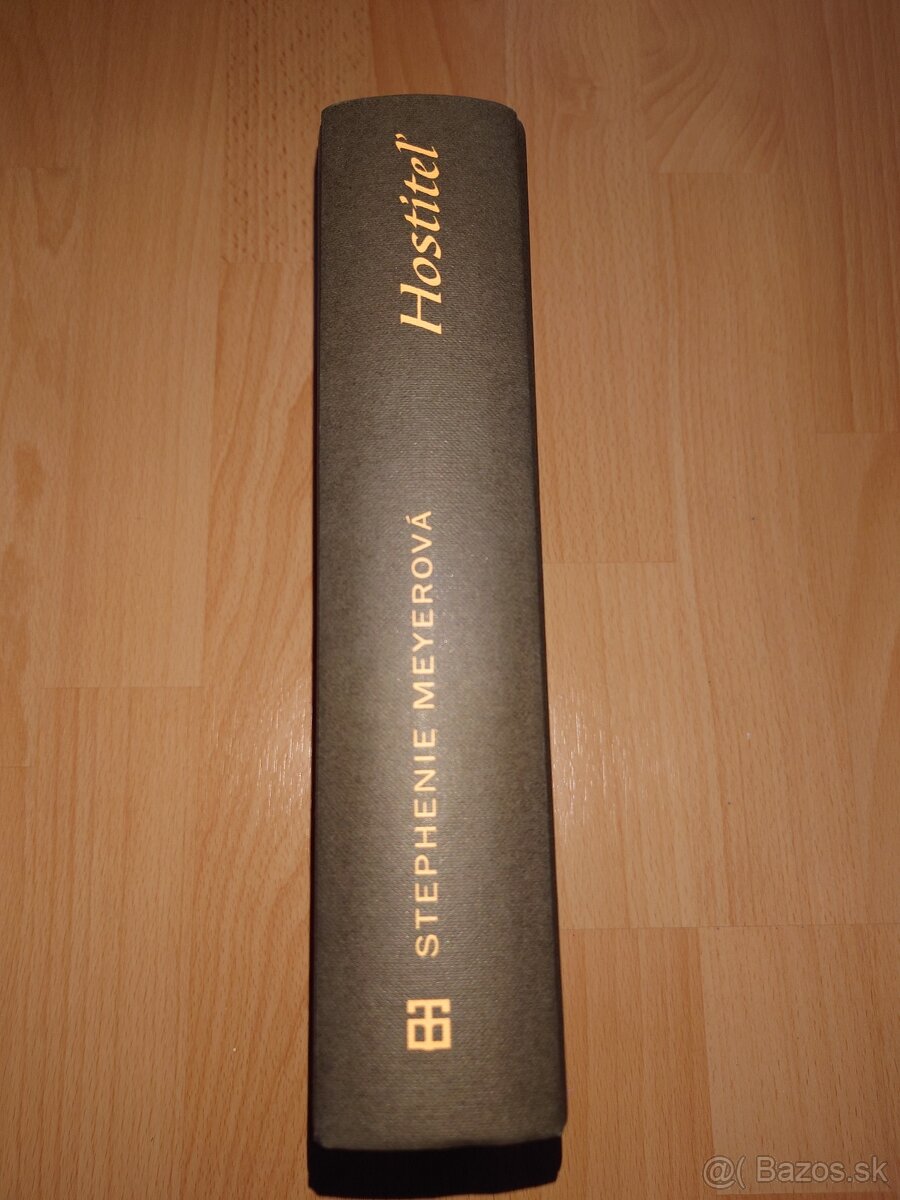 Hostiteľ
STEPHENIE MEYEROVÁ
@( Bazos.sk